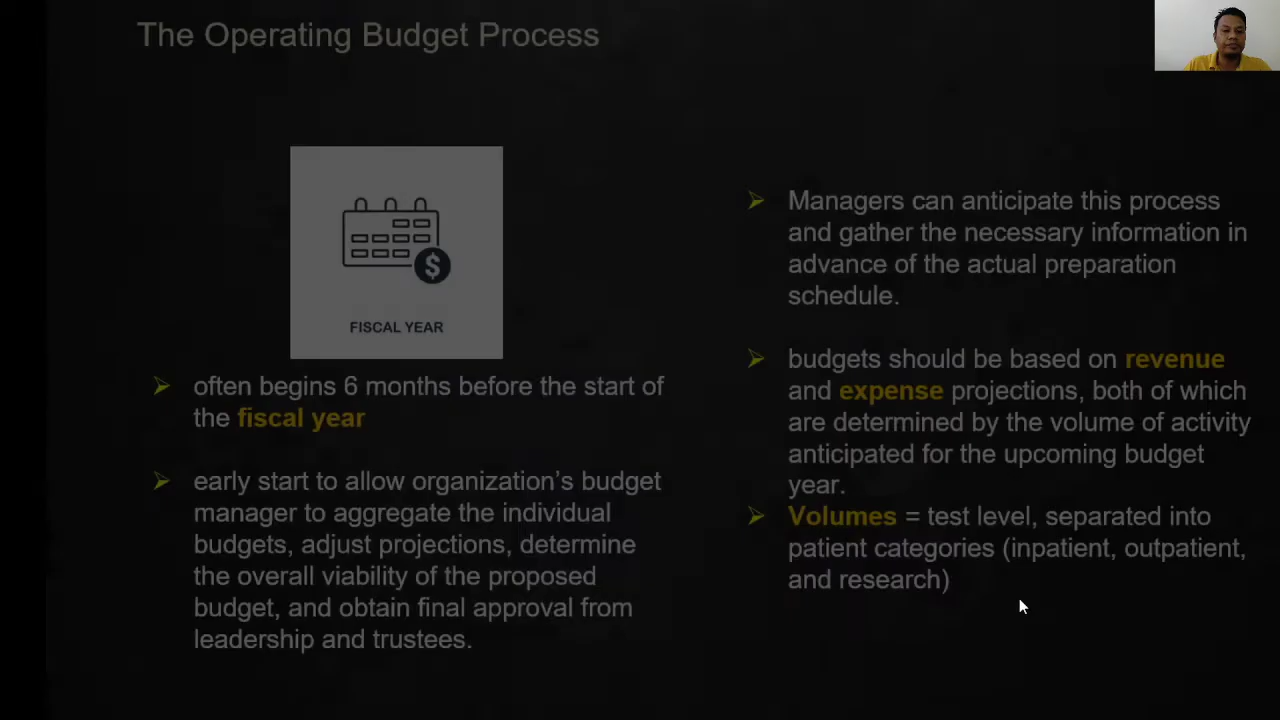 The Operating Budget Process
FISCAL YEAR
often begins 6 months before the start of
the fiscal year
early start to allow organization’s budget
manager to aggregate the individual
budgets, adjust projections, determine
the overall viability of the proposed
budget, and obtain final approval from
leadership and trustees.
Managers can anticipate this process
and gather the necessary information in
advance of the actual preparation
schedule.
budgets should be based on revenue
and expense projections, both of which
are determined by the volume of activity
anticipated for the upcoming budget
year.
Volumes = test level, separated into
patient categories (inpatient, outpatient,
and research)